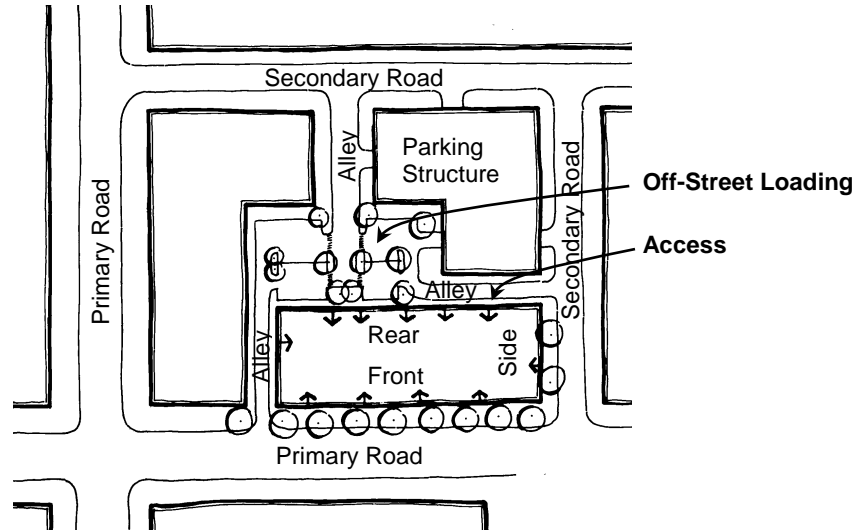 Secondary Road
Alley
Parking
Structure
Off-Street Loading
Access
Primary Road
Secondary Road
Alley
Alley
Rear
Front
Side
Primary Road